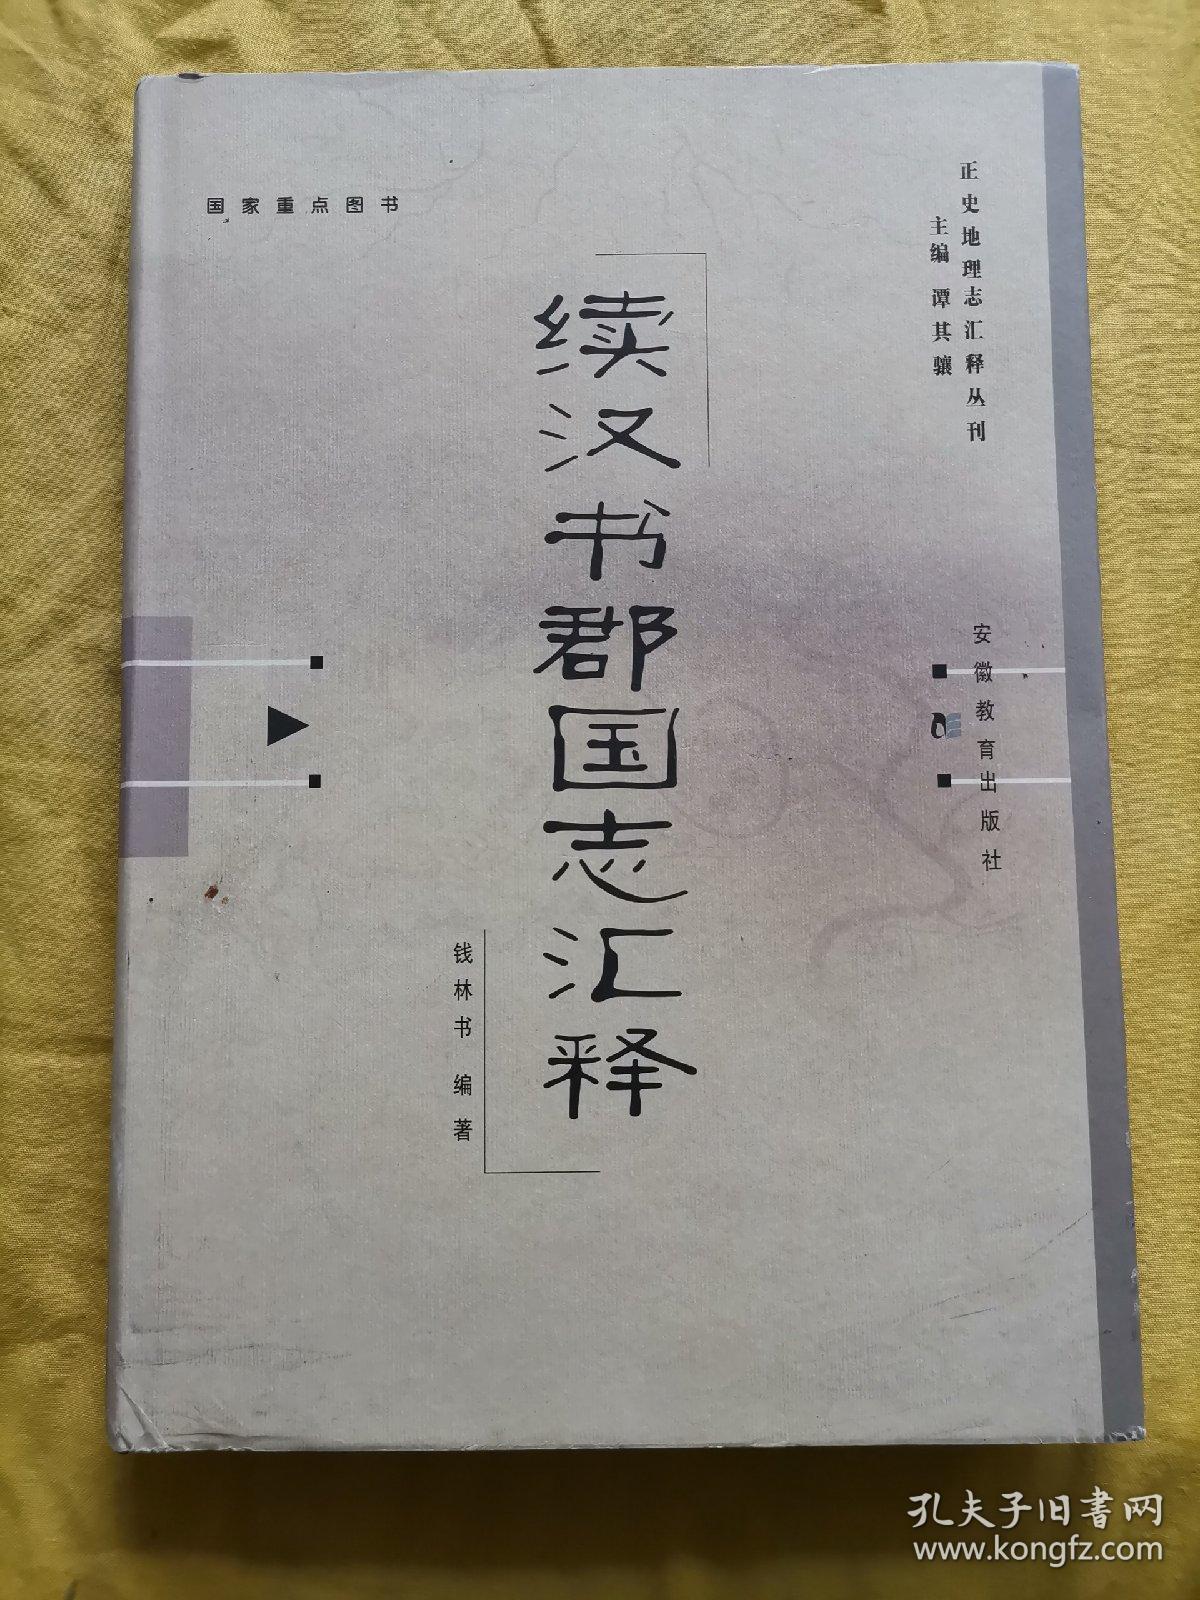 国家重点图书
正史地理志汇释丛刊
主编 谭其骧
续汉书郡国志汇释
钱林书 编著
安徽教育出版社
孔夫子旧书网
www.kongfz.com